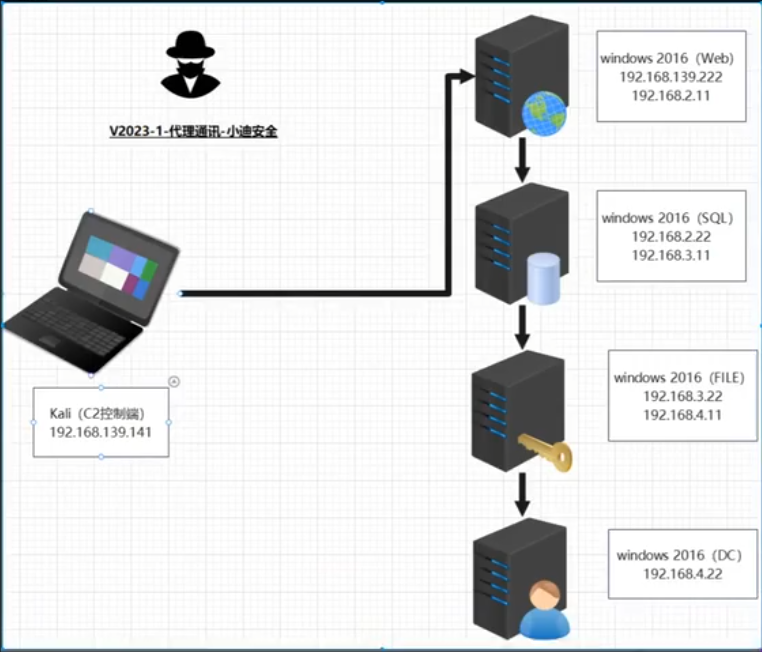 V2023-1-代理通讯-小迪安全
windows 2016（Web）
192.168.139.222
192.168.2.11
windows 2016（SQL）
192.168.2.22
192.168.3.11
windows 2016（FILE）
192.168.3.22
192.168.4.11
Kali（C2控制端）
192.168.139.141
windows 2016（DC）
192.168.4.22